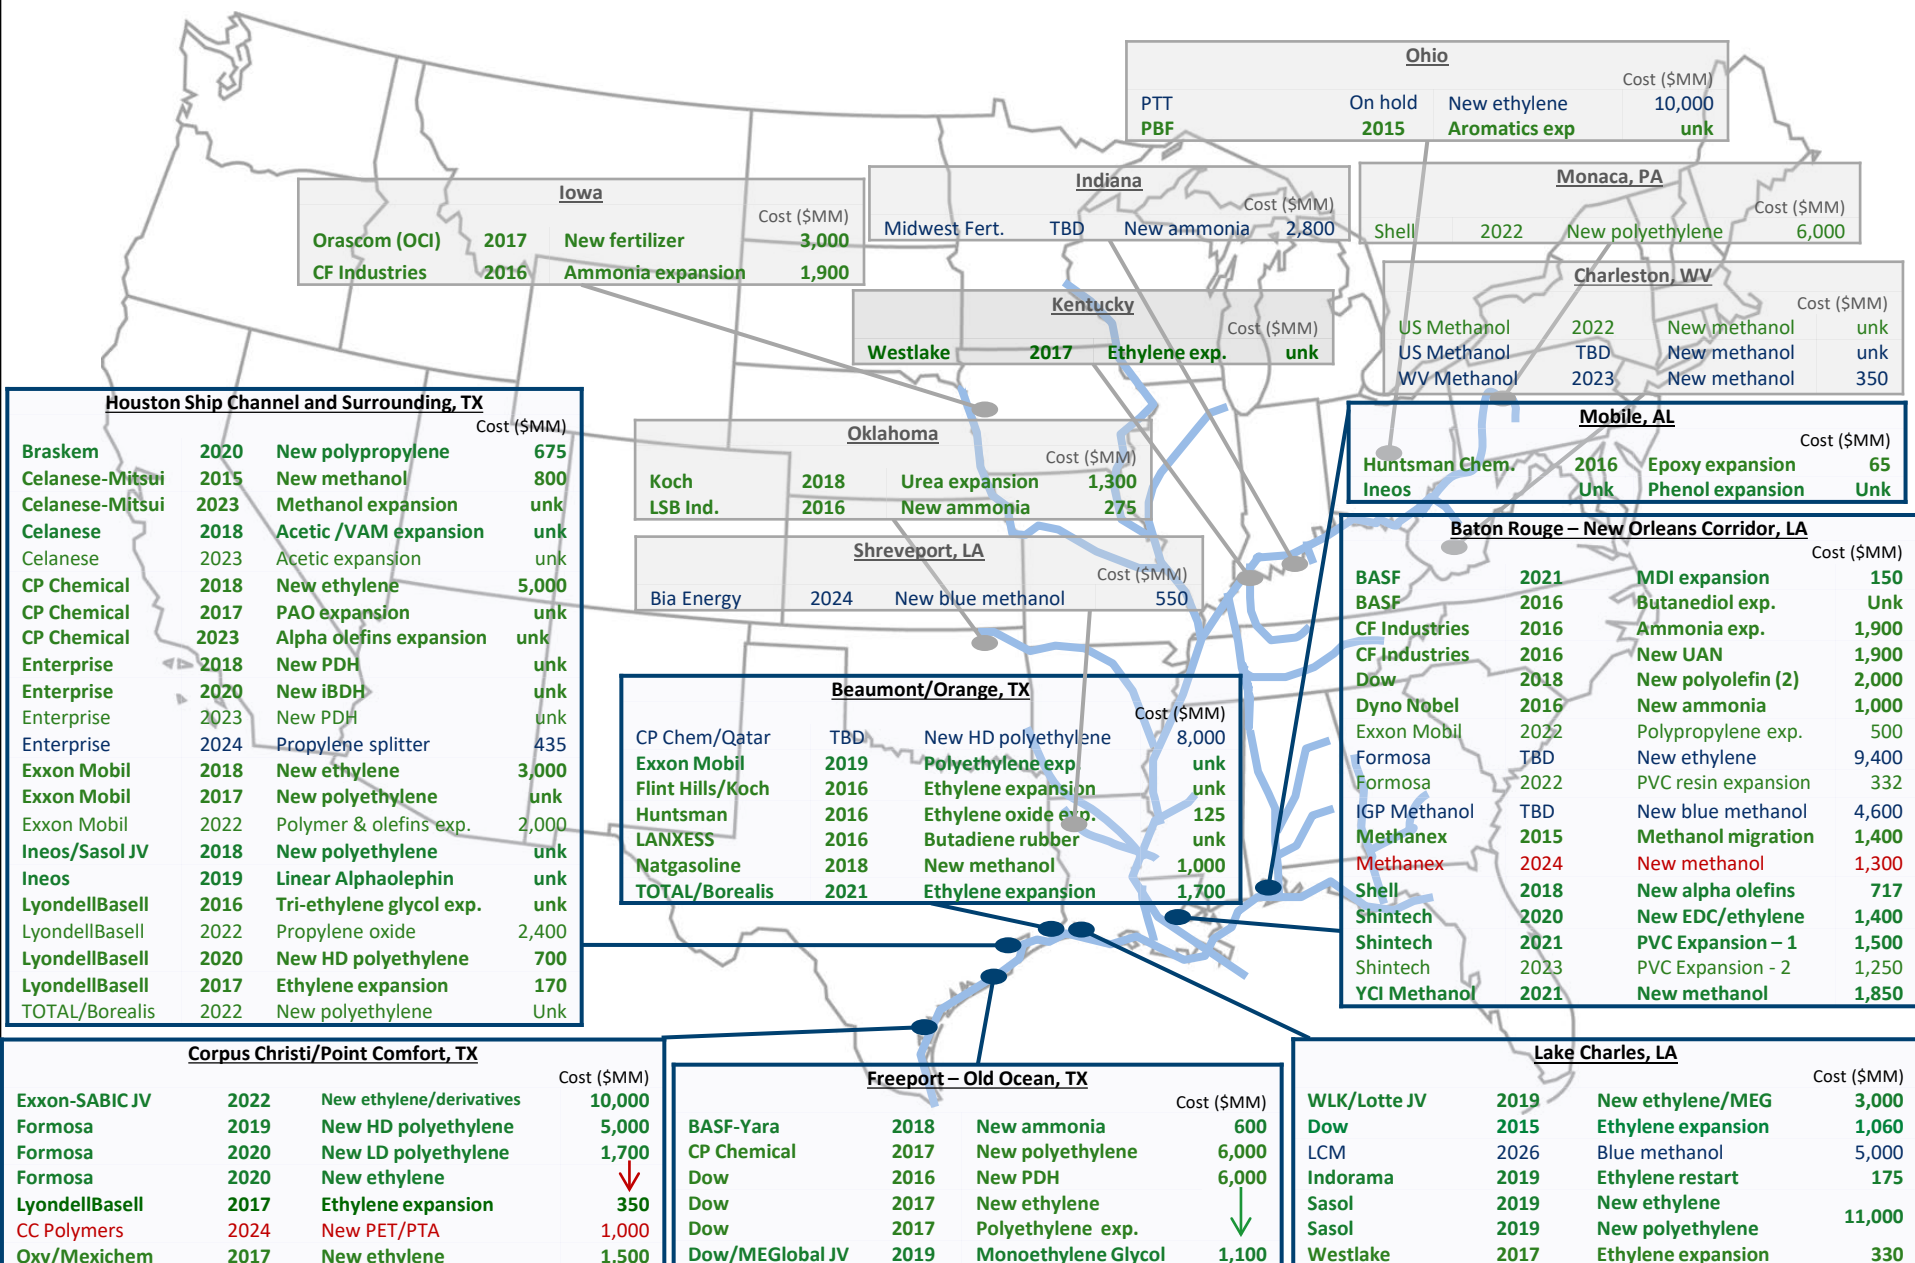 Ohio
Cost ($MM)
PTT On hold New ethylene 10,000
PBF 2015 Aromatics exp unk
Iowa
Cost ($MM)
Orascom (OCI) 2017 New fertilizer 3,000
CF Industries 2016 Ammonia expansion 1,900
Indiana
Cost ($MM)
Midwest Fert. TBD New ammonia 2,800
Monaca, PA
Cost ($MM)
Shell 2022 New polyethylene 6,000
Charleston, WV
Cost ($MM)
US Methanol 2022 New methanol unk
US Methanol TBD New methanol unk
WV Methanol 2023 New methanol 350
Kentucky
Cost ($MM)
Westlake 2017 Ethylene exp. unk
Houston Ship Channel and Surrounding, TX
Cost ($MM)
Braskem 2020 New polypropylene 675
Celanese-Mitsui 2015 New methanol 800
Celanese-Mitsui 2023 Methanol expansion unk
Celanese 2018 Acetic /VAM expansion unk
Celanese 2023 Acetic expansion unk
CP Chemical 2018 New ethylene 5,000
CP Chemical 2017 PAO expansion unk
CP Chemical 2023 Alpha olefins expansion unk
Enterprise 2018 New PDH unk
Enterprise 2020 New iBDH unk
Enterprise 2023 New PDH unk
Enterprise 2024 Propylene splitter 435
Exxon Mobil 2018 New ethylene 3,000
Exxon Mobil 2017 New polyethylene unk
Exxon Mobil 2022 Polymer & olefins exp. 2,000
Ineos/Sasol JV 2018 New polyethylene unk
Ineos 2019 Linear Alphaolephin unk
LyondellBasell 2016 Tri-ethylene glycol exp. unk
LyondellBasell 2022 Propylene oxide 2,400
LyondellBasell 2020 New HD polyethylene 700
LyondellBasell 2017 Ethylene expansion 170
TOTAL/Borealis 2022 New polyethylene Unk
Oklahoma
Cost ($MM)
Koch 2018 Urea expansion 1,300
LSB Ind. 2016 New ammonia 275
Shreveport, LA
Cost ($MM)
Bia Energy 2024 New blue methanol 550
Mobile, AL
Cost ($MM)
Huntsman Chem. 2016 Epoxy expansion 65
Ineos Unk Phenol expansion Unk
Beaumont/Orange, TX
Cost ($MM)
CP Chem/Qatar TBD New HD polyethylene 8,000
Exxon Mobil 2019 Polyethylene exp. unk
Flint Hills/Koch 2016 Ethylene expansion unk
Huntsman 2016 Ethylene oxide exp. 125
LANXESS 2016 Butadiene rubber unk
Natgasoline 2018 New methanol 1,000
TOTAL/Borealis 2021 Ethylene expansion 1,700
Baton Rouge – New Orleans Corridor, LA
Cost ($MM)
BASF 2021 MDI expansion 150
BASF 2016 Butanediol exp. Unk
CF Industries 2016 Ammonia exp. 1,900
CF Industries 2016 New UAN 1,900
Dow 2018 New polyolefin (2) 2,000
Dyno Nobel 2016 New ammonia 1,000
Exxon Mobil 2022 Polypropylene exp. 500
Formosa TBD New ethylene 9,400
Formosa 2022 PVC resin expansion 332
IGP Methanol TBD New blue methanol 4,600
Methanex 2015 Methanol migration 1,400
Methanex 2024 New methanol 1,300
Shell 2018 New alpha olefins 717
Shintech 2020 New EDC/ethylene 1,400
Shintech 2021 PVC Expansion – 1 1,500
Shintech 2023 PVC Expansion - 2 1,250
YCI Methanol 2021 New methanol 1,850
Corpus Christi/Point Comfort, TX
Cost ($MM)
Exxon-SABIC JV 2022 New ethylene/derivatives 10,000
Formosa 2019 New HD polyethylene 5,000
Formosa 2020 New LD polyethylene 1,700
Formosa 2020 New ethylene
LyondellBasell 2017 Ethylene expansion 350
CC Polymers 2024 New PET/PTA 1,000
Oxy/Mexichem 2017 New ethylene 1,500
Freeport – Old Ocean, TX
Cost ($MM)
BASF-Yara 2018 New ammonia 600
CP Chemical 2017 New polyethylene 6,000
Dow 2016 New PDH 6,000
Dow 2017 New ethylene
Dow 2017 Polyethylene exp.
Dow/MEGlobal JV 2019 Monoethylene Glycol 1,100
Lake Charles, LA
Cost ($MM)
WLK/Lotte JV 2019 New ethylene/MEG 3,000
Dow 2015 Ethylene expansion 1,060
LCM 2026 Blue methanol 5,000
Indorama 2019 Ethylene restart 175
Sasol 2019 New ethylene
11,000
Sasol 2019 New polyethylene
Westlake 2017 Ethylene expansion 330